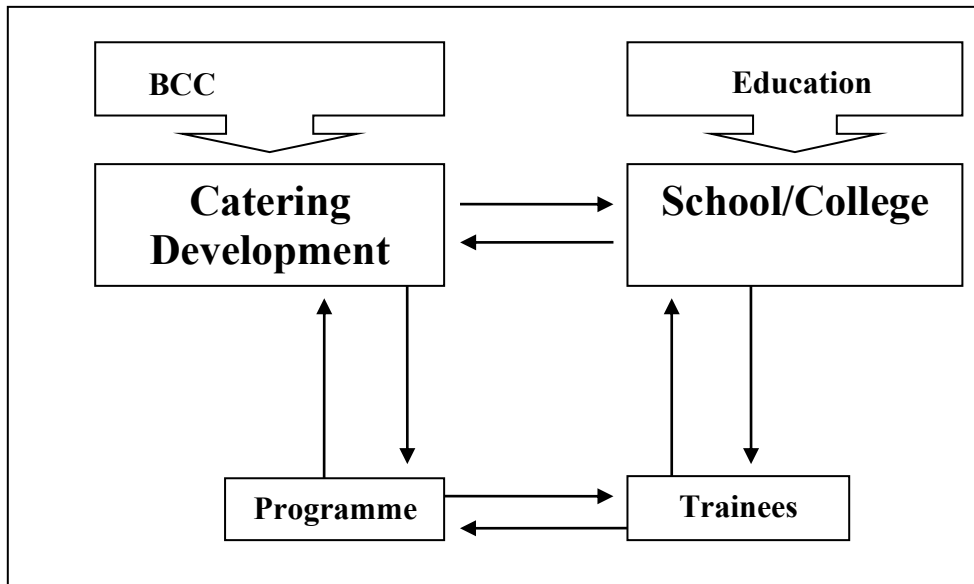 BCC
Education
Catering
Development
School/College
Programme
Trainees